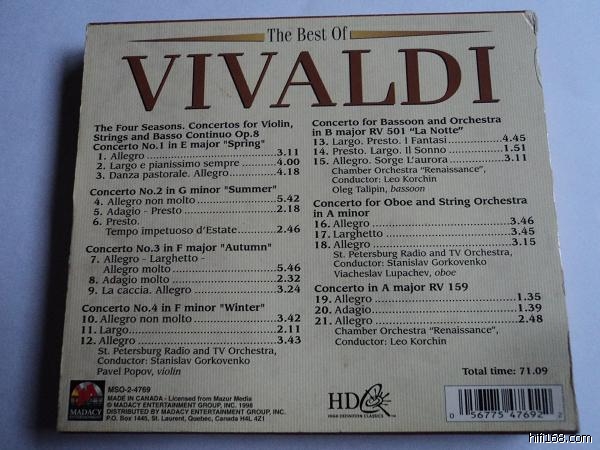 The Best Of
VIVALDI
The Four Seasons. Concertos for Violin,
Strings and Basso Continuo Op.8
Concerto No.1 in E major "Spring"
1. Allegro 3.11
2. Largo e pianissimo sempre 4.00
3. Danza pastorale. Allegro 4.18
Concerto No.2 in G minor "Summer"
4. Allegro non molto 5.42
5. Adagio - Presto 2.18
6. Presto.
Tempo impetuoso d'Estate 2.46
Concerto No.3 in F major "Autumn"
7. Allegro - Larghetto -
Allegro molto 5.46
8. Adagio molto 2.32
9. La caccia. Allegro 3.24
Concerto No.4 in F minor "Winter"
10. Allegro non molto 3.42
11. Largo 2.11
12. Allegro 3.43
St. Petersburg Radio and TV Orchestra,
Conductor: Stanislav Gorkovenko
Pavel Popov, violin
Concerto for Bassoon and Orchestra
in B major RV 501 "La Notte"
13. Largo. Presto. I Fantasi 4.45
14. Presto. Largo. Il Sonno 1.51
15. Allegro. Sorge L'aurora 3.11
Chamber Orchestra "Renaissance",
Conductor: Leo Korchin
Oleg Talipin, bassoon
Concerto for Oboe and String Orchestra
in A minor
16. Allegro 3.46
17. Larghetto 3.45
18. Allegro 3.15
St. Petersburg Radio and TV Orchestra,
Conductor: Stanislav Gorkovenko
Viacheslav Lupachev, oboe
Concerto in A major RV 159
19. Allegro 1.35
20. Adagio 1.39
21. Allegro 2.48
Chamber Orchestra "Renaissance",
Conductor: Leo Korchin
Total time: 71.09
MADACY
MSO-2-4769
MADE IN CANADA - Licensed from Mazur Media
© MADACY ENTERTAINMENT GROUP, INC. 1998
DISTRIBUTED BY MADACY ENTERTAINMENT GROUP, INC.
P.O. Box 1445, St. Laurent, Quebec, Canada H4L 4Z1
HDC
HIGH DEFINITION CLASSICS
0 56775 47692 2
hifi168.com